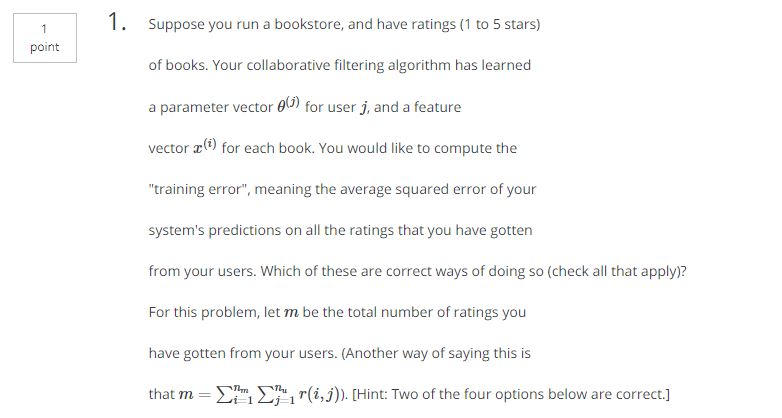 1
point
1. Suppose you run a bookstore, and have ratings (1 to 5 stars)
of books. Your collaborative filtering algorithm has learned
a parameter vector θ^(j) for user j, and a feature
vector x^(i) for each book. You would like to compute the
"training error", meaning the average squared error of your
system's predictions on all the ratings that you have gotten
from your users. Which of these are correct ways of doing so (check all that apply)?
For this problem, let m be the total number of ratings you
have gotten from your users. (Another way of saying this is
that m = ∑_{i=1}^{n_m} ∑_{j=1}^{n_u} r(i,j)). [Hint: Two of the four options below are correct.]